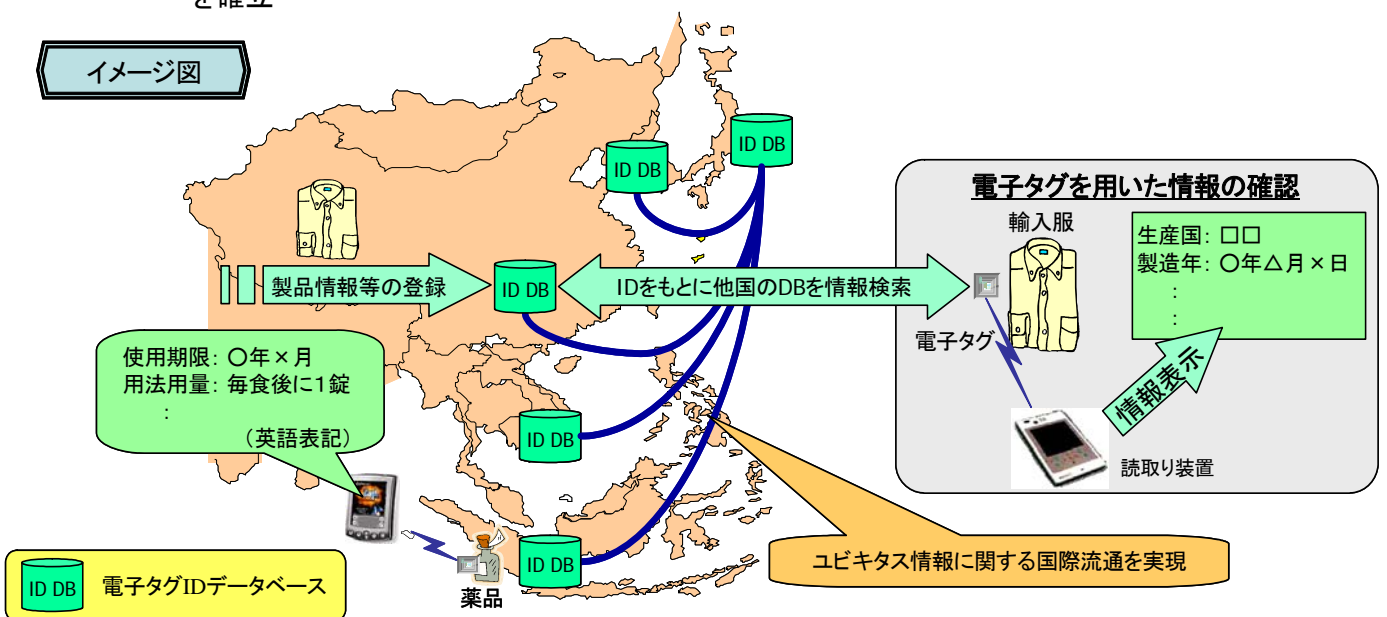 を確立
イメージ図
ID DB
ID DB
電子タグを用いた情報の確認
輸入服
生産国: □□
製造年: 〇年△月×日
:
:
製品情報等の登録
ID DB
IDをもとに他国のDBを情報検索
電子タグ
情報表示
読取り装置
使用期限: 〇年×月
用法用量: 毎食後に1錠
:
(英語表記)
ID DB
ID DB
ユビキタス情報に関する国際流通を実現
薬品
ID DB
電子タグIDデータベース